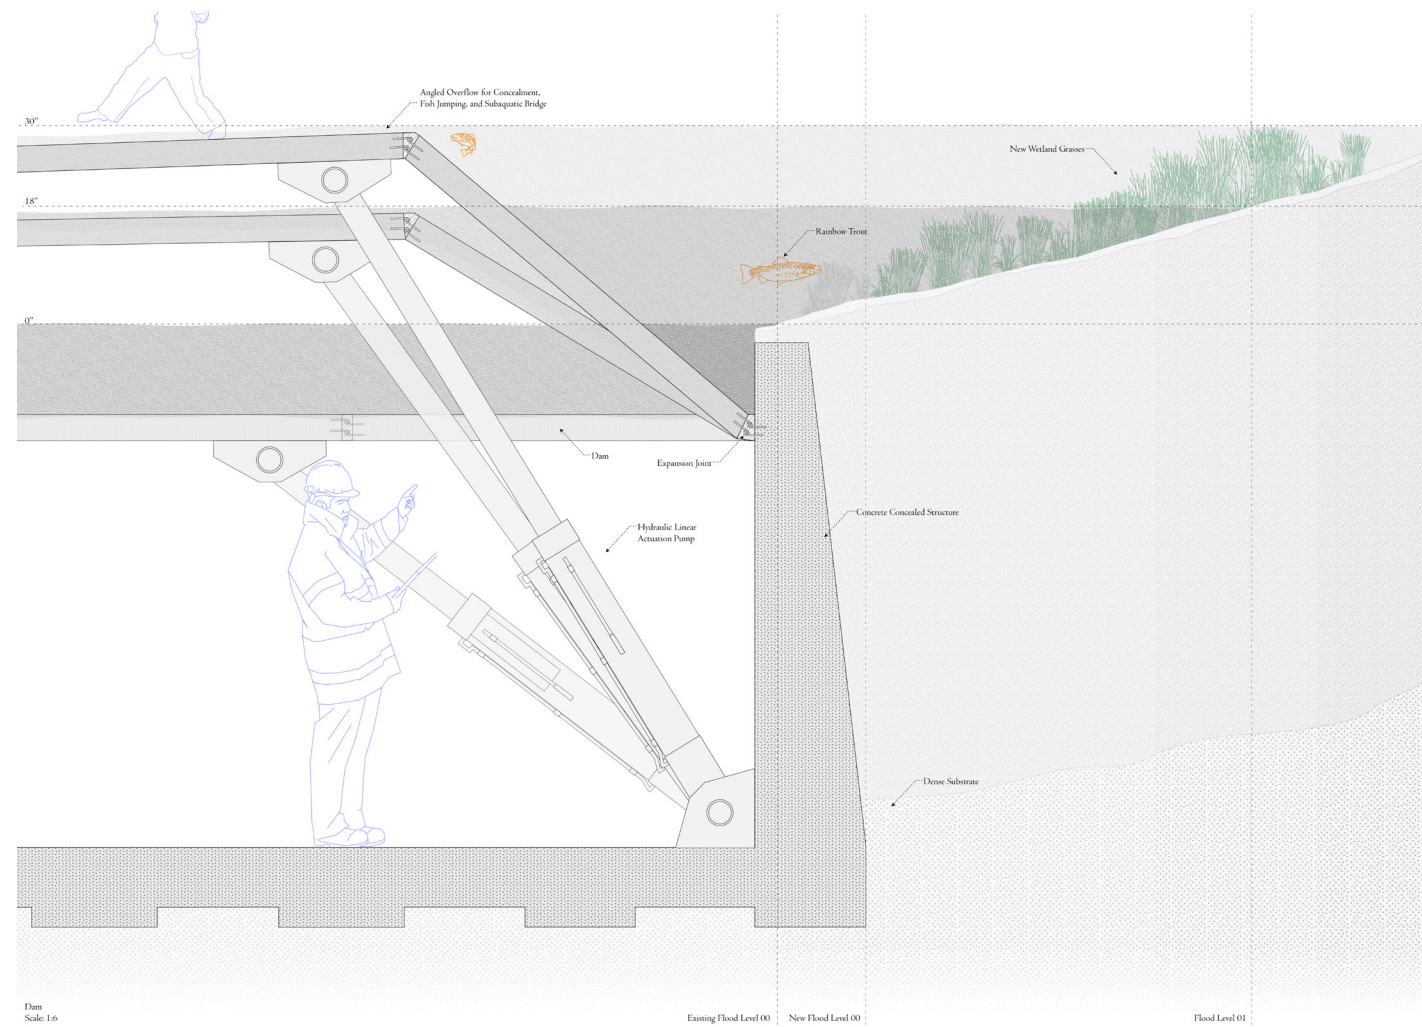 Angled Overflow for Concealment,
Fish Jumping, and Subaquatic Bridge
30"
New Wetland Grasses
18"
Rainbow Trout
0"
Dam
Expansion Joint
Concrete Concealed Structure
Hydraulic Linear
Actuation Pump
Dense Substrate
Dam
Scale: 1:6
Existing Flood Level 00
New Flood Level 00
Flood Level 01